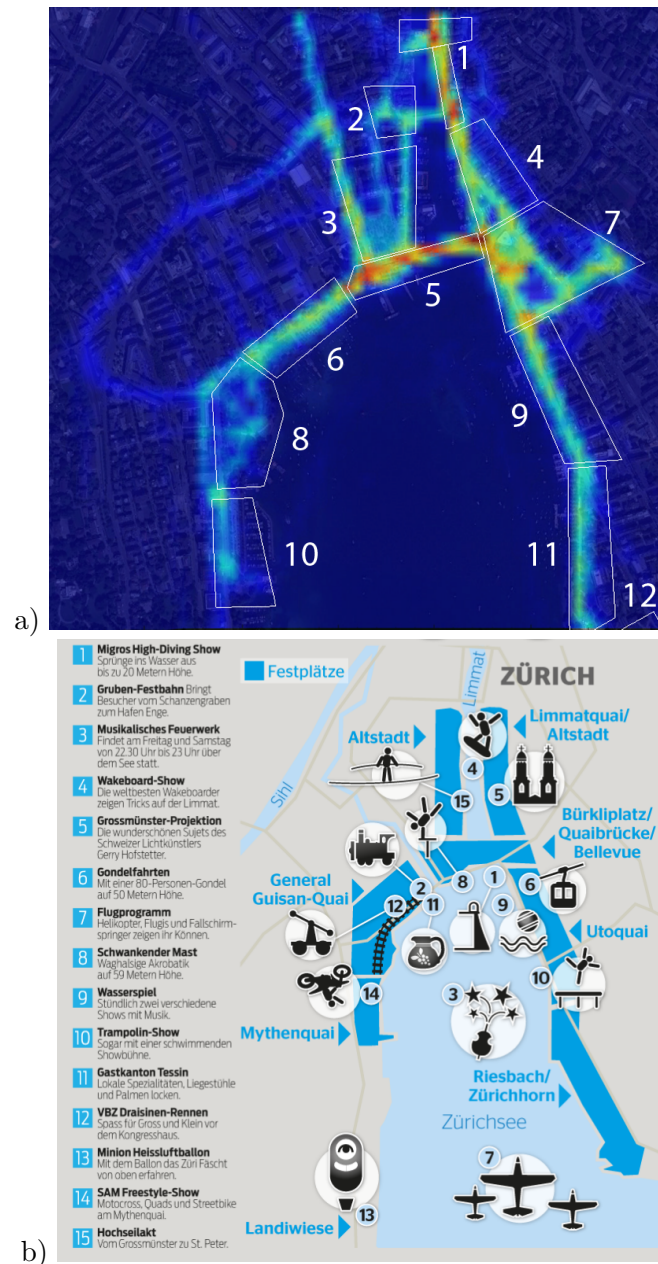 a)
1
2
4
3
7
5
6
9
8
10
11
12
b)
1 Migros High-Diving Show
Sprünge ins Wasser aus
bis zu 20 Metern Höhe.
2 Gruben-Festbahn Bringt
Besucher vom Schanzengraben
zum Hafen Enge.
3 Musikalisches Feuerwerk
Findet am Freitag und Samstag
von 22.30 Uhr bis 23 Uhr über
dem See statt.
4 Wakeboard-Show
Die weltbesten Wakeboarder
zeigen Tricks auf der Limmat.
5 Grossmünster-Projektion
Die wunderschönen Sujets des
Schweizer Lichtkünstlers
Gerry Hofstetter.
6 Gondelfahrten
Mit einer 80-Personen-Gondel
auf 50 Metern Höhe.
7 Flugprogramm
Helikopter, Flugis und Fallschirm-
springer zeigen ihr Können.
8 Schwankender Mast
Waghalsige Akrobatik
auf 59 Metern Höhe.
9 Wasserspiel
Stündlich zwei verschiedene
Shows mit Musik.
10 Trampolin-Show
Sogar mit einer schwimmenden
Showbühne.
11 Gastkanton Tessin
Lokale Spezialitäten, Liegestühle
und Palmen locken.
12 VBZ Draisinen-Rennen
Spass für Gross und Klein vor
dem Kongresshaus.
13 Minion Heissluftballon
Mit dem Ballon das Züri Fäscht
von oben erfahren.
14 SAM Freestyle-Show
Motocross, Quads und Streetbike
am Mythenquai.
15 Hochseilakt
Vom Grossmünster zu St. Peter.
Festplätze
ZÜRICH
Limmat
Sihl
Altstadt
Limmatquai/
Altstadt
4
15
5
Bürkliplatz/
Quaibrücke/
Bellevue
General
Guisan-Quai
2
8
1
6
12
11
9
Utoquai
10
14
3
Mythenquai
Riesbach/
Zürichhorn
Zürichsee
7
13
Landiwiese